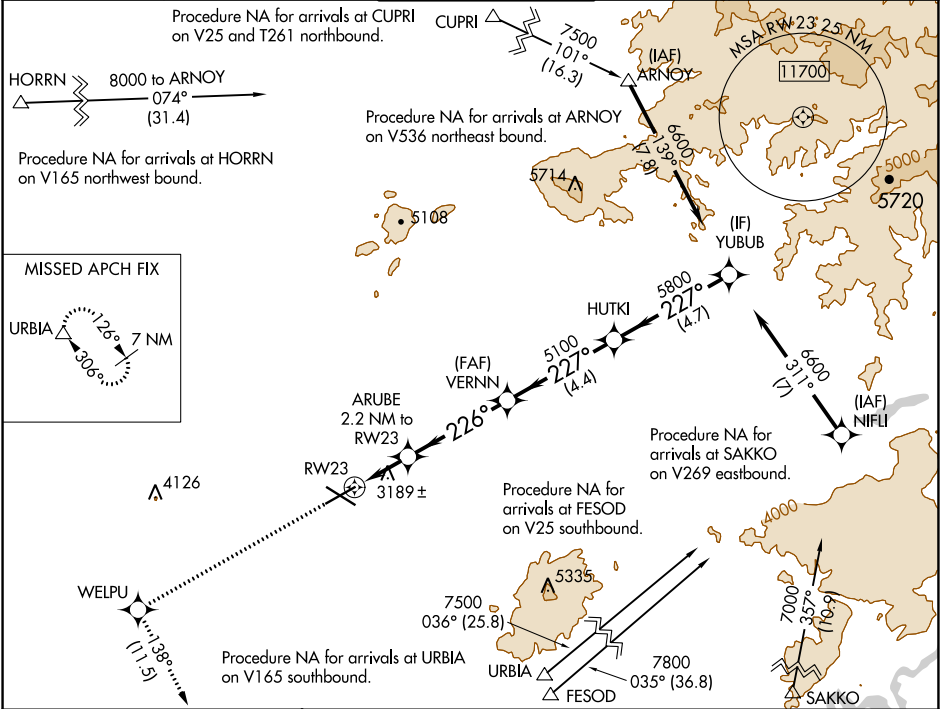 Procedure NA for arrivals at CUPRI
on V25 and T261 northbound.
CUPRI
7500
101°
(16.3)
(IAF)
ARNOY
MSA RW 23 25 NM
11700
HORRN
8000 to ARNOY
074°
(31.4)
Procedure NA for arrivals at ARNOY
on V536 northeast bound.
6600
139°
(7.8)
Procedure NA for arrivals at HORRN
on V165 northwest bound.
5714
5000
5720
5108
(IF)
YUBUB
MISSED APCH FIX
URBIA
126°
7 NM
306°
5800
227°
(4.7)
HUTKI
5100
227°
(4.4)
(FAF)
VERNN
226°
ARUBE
2.2 NM to
RW23
RW23
3189 ±
6600
311°
(7)
(IAF)
NIFLI
Procedure NA for
arrivals at SAKKO
on V269 eastbound.
4126
Procedure NA for
arrivals at FESOD
on V25 southbound.
4000
WELPU
138°
(11.5)
5335
7500
036° (25.8)
7000
357°
(10.9)
Procedure NA for arrivals at URBIA
on V165 southbound.
URBIA
7800
035° (36.8)
FESOD
SAKKO